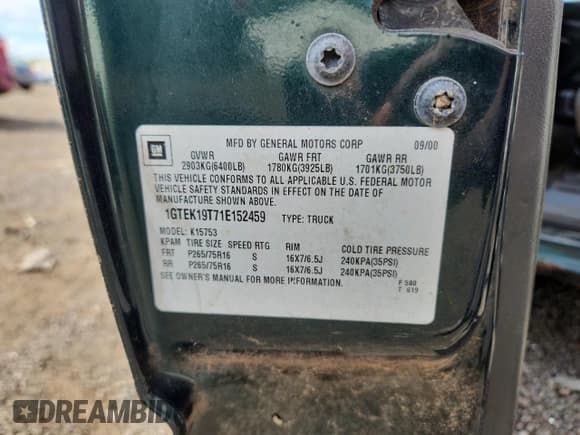 MFD BY GENERAL MOTORS CORP 09/00
GM
GVWR GAWR FRT GAWR RR
2903KG(6400LB) 1780KG(3925LB) 1701KG(3750LB)
THIS VEHICLE CONFORMS TO ALL APPLICABLE U.S. FEDERAL MOTOR
VEHICLE SAFETY STANDARDS IN EFFECT ON THE DATE OF
MANUFACTURE SHOWN ABOVE.
1GTEK19T71E152459 TYPE: TRUCK
MODEL: K15753
KPAM TIRE SIZE SPEED RTG RIM COLD TIRE PRESSURE
FRT P265/75R16 S 16X7/6.5J 240KPA(35PSI)
RR P265/75R16 S 16X7/6.5J 240KPA(35PSI)
SEE OWNER'S MANUAL FOR MORE INFORMATION.
F 580
T 619
DREAMBID